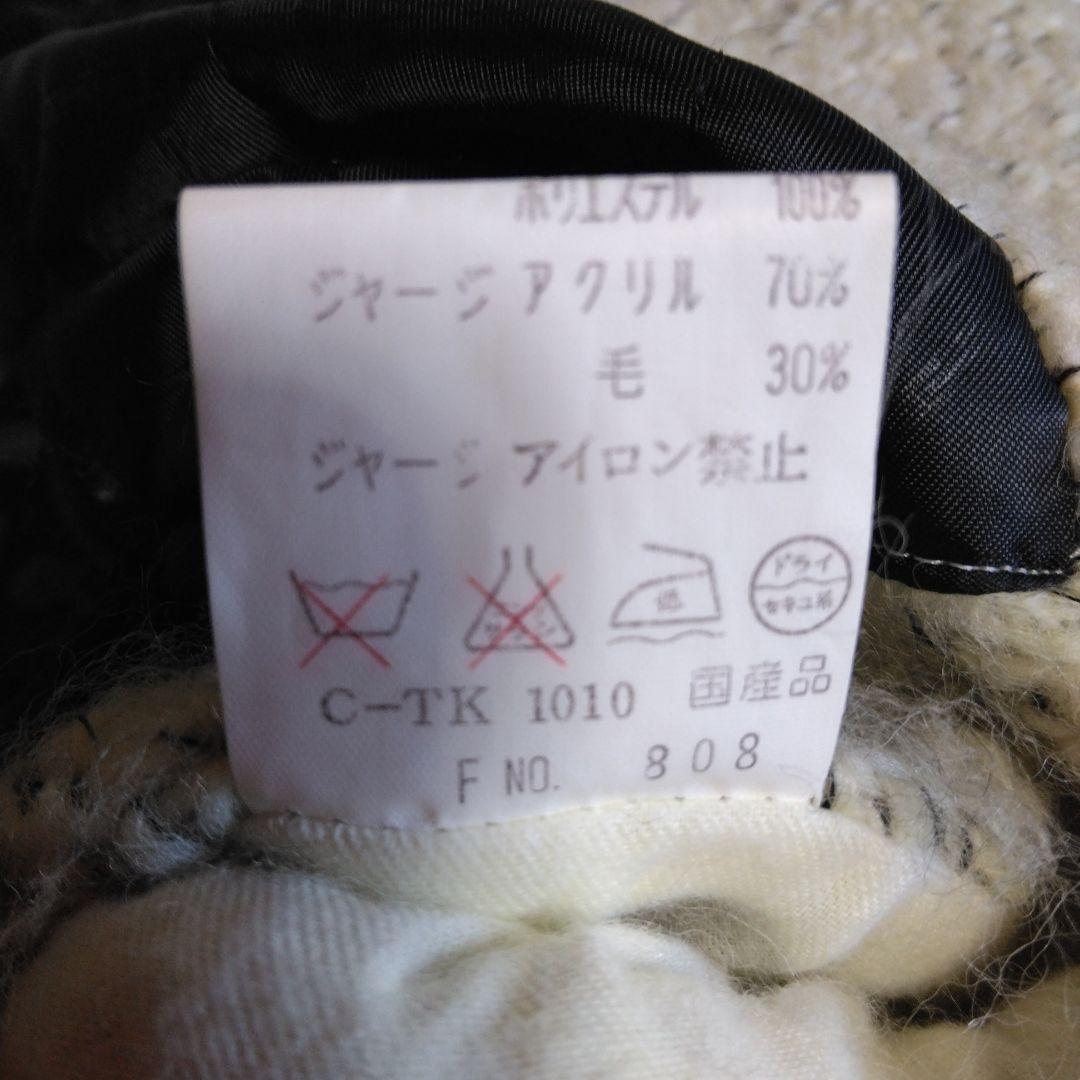 ポリエステル 100%
ジャージ アクリル 70%
毛 30%
ジャージ アイロン禁止
低
ドライ
セキユ系
C-TK 1010 国産品
F NO. 808